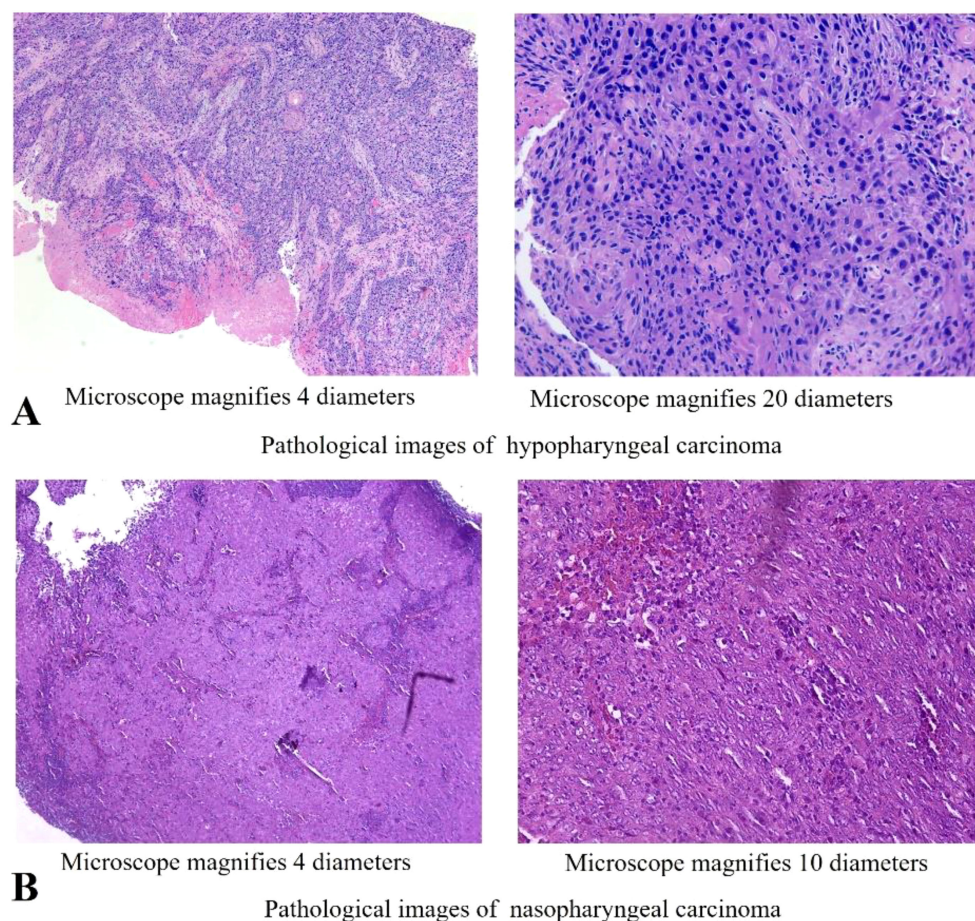 Microscope magnifies 4 diameters
Microscope magnifies 20 diameters
A
Pathological images of hypopharyngeal carcinoma
Microscope magnifies 4 diameters
Microscope magnifies 10 diameters
B
Pathological images of nasopharyngeal carcinoma